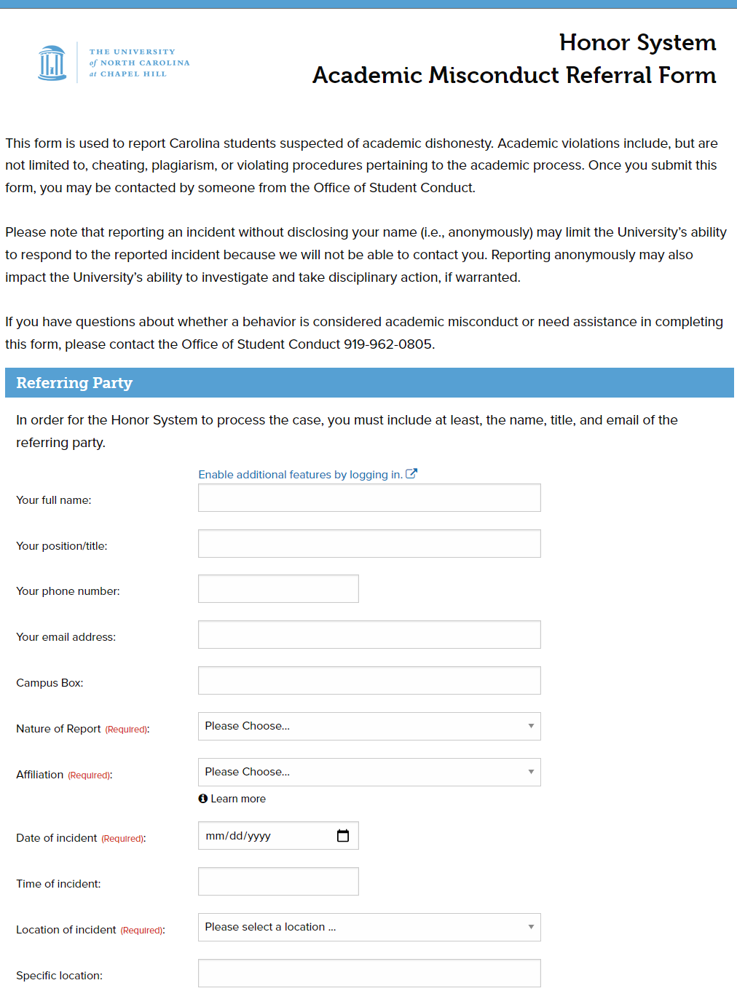 THE UNIVERSITY
of NORTH CAROLINA
at CHAPEL HILL
Honor System
Academic Misconduct Referral Form
This form is used to report Carolina students suspected of academic dishonesty. Academic violations include, but are
not limited to, cheating, plagiarism, or violating procedures pertaining to the academic process. Once you submit this
form, you may be contacted by someone from the Office of Student Conduct.
Please note that reporting an incident without disclosing your name (i.e., anonymously) may limit the University's ability
to respond to the reported incident because we will not be able to contact you. Reporting anonymously may also
impact the University's ability to investigate and take disciplinary action, if warranted.
If you have questions about whether a behavior is considered academic misconduct or need assistance in completing
this form, please contact the Office of Student Conduct 919-962-0805.
Referring Party
In order for the Honor System to process the case, you must include at least, the name, title, and email of the
referring party.
Enable additional features by logging in.
Your full name:
Your position/title:
Your phone number:
Your email address:
Campus Box:
Nature of Report (Required): Please Choose...
Affiliation (Required): Please Choose...
Learn more
Date of incident (Required): mm/dd/yyyy
Time of incident:
Location of incident (Required): Please select a location ...
Specific location: